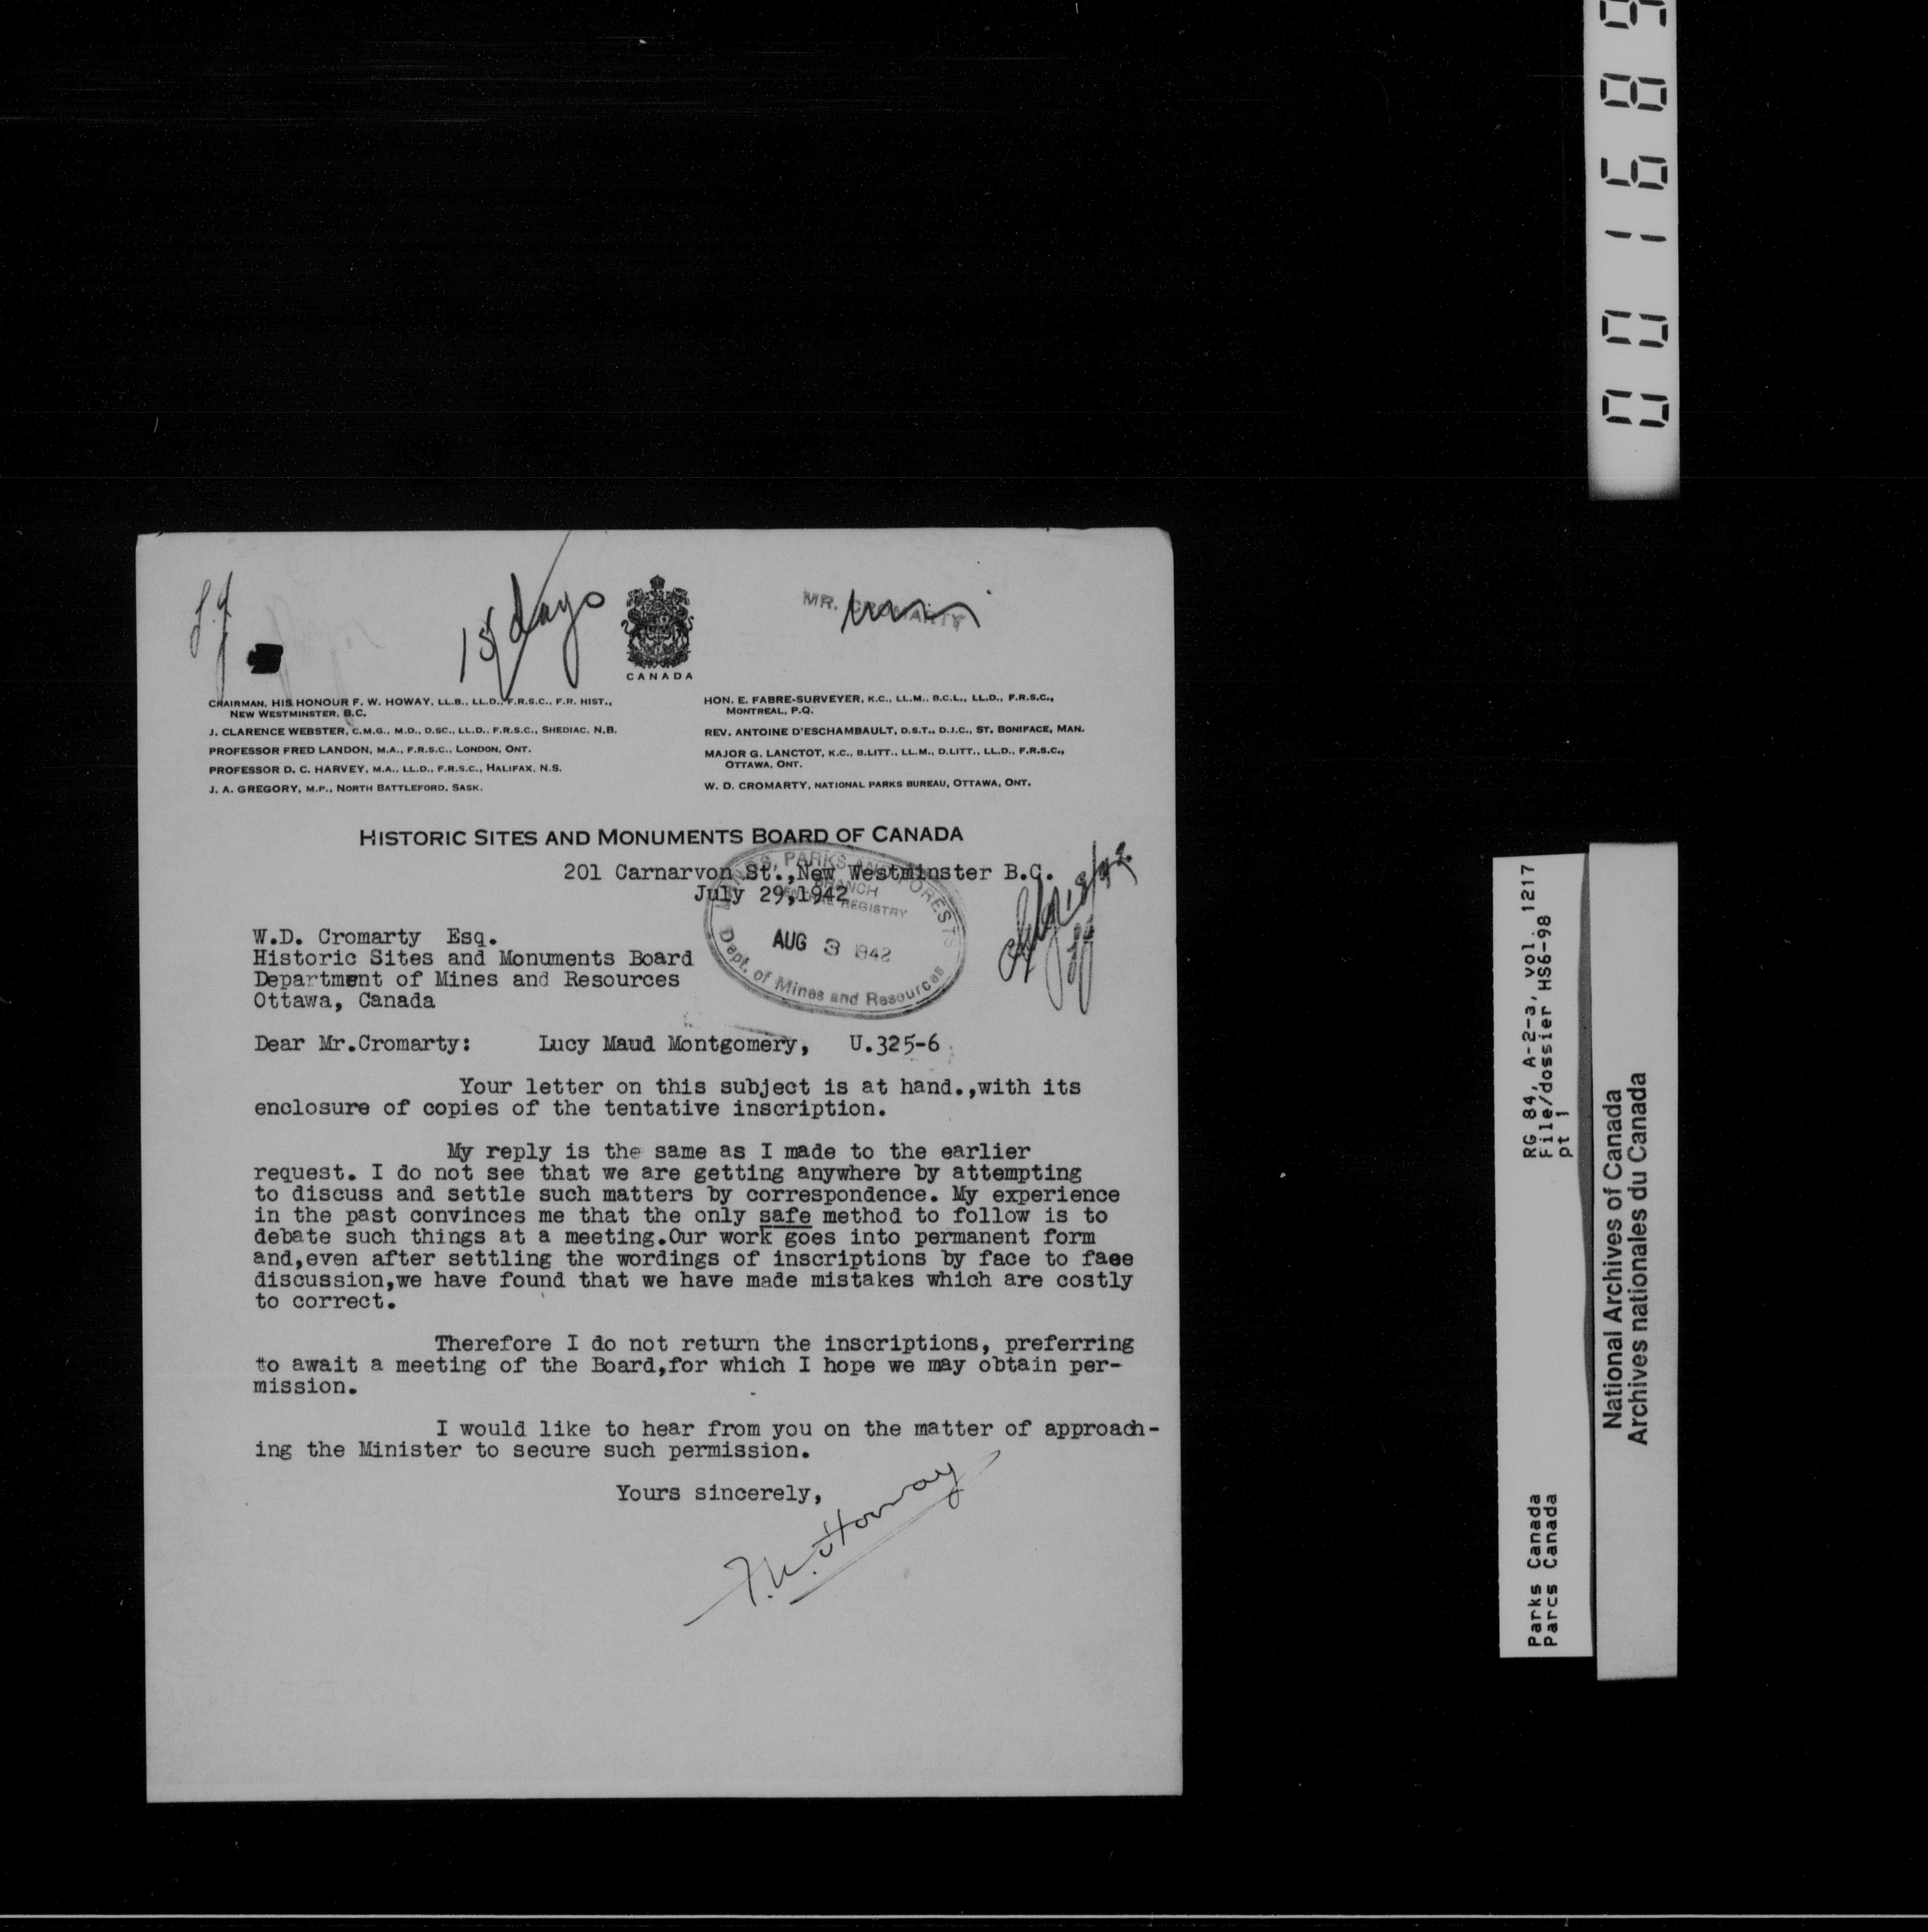 15 days
MR. CROMARTY
CANADA
CHAIRMAN, HIS HONOUR F. W. HOWAY, LL.B., LL.D., F.R.S.C., F.R. HIST.,
NEW WESTMINSTER, B.C.
J. CLARENCE WEBSTER, C.M.G., M.D., D.SC., LL.D., F.R.S.C., SHEDIAC, N.B.
PROFESSOR FRED LANDON, M.A., F.R.S.C., LONDON, ONT.
PROFESSOR D. C. HARVEY, M.A., LL.D., F.R.S.C., HALIFAX, N.S.
J. A. GREGORY, M.P., NORTH BATTLEFORD, SASK.
HON. E. FABRE-SURVEYER, K.C., LL.M., B.C.L., LL.D., F.R.S.C.,
MONTREAL, P.Q.
REV. ANTOINE D'ESCHAMBAULT, D.S.T., D.J.C., ST. BONIFACE, MAN.
MAJOR G. LANCTOT, K.C., B.LITT., LL.M., D.LITT., LL.D., F.R.S.C.,
OTTAWA, ONT.
W. D. CROMARTY, NATIONAL PARKS BUREAU, OTTAWA, ONT.
HISTORIC SITES AND MONUMENTS BOARD OF CANADA
201 Carnarvon St.,New Westminster B.C.
July 29,1942
PARKS AND FORESTS
BRANCH
REGISTRY
AUG 3 1942
Dept. of Mines and Resources
W.D. Cromarty Esq.
Historic Sites and Monuments Board
Department of Mines and Resources
Ottawa, Canada
Dear Mr.Cromarty: Lucy Maud Montgomery, U.325-6
Your letter on this subject is at hand.,with its
enclosure of copies of the tentative inscription.
My reply is the same as I made to the earlier
request. I do not see that we are getting anywhere by attempting
to discuss and settle such matters by correspondence. My experience
in the past convinces me that the only safe method to follow is to
debate such things at a meeting.Our work goes into permanent form
and,even after settling the wordings of inscriptions by face to faee
discussion,we have found that we have made mistakes which are costly
to correct.
Therefore I do not return the inscriptions, preferring
to await a meeting of the Board,for which I hope we may obtain per-
mission.
I would like to hear from you on the matter of approach-
ing the Minister to secure such permission.
Yours sincerely,
F.W. Howay
RG 84, A-2-a, vol. 1217
File/dossier HS6-98
pt 1
Parks Canada
Parcs Canada
National Archives of Canada
Archives nationales du Canada